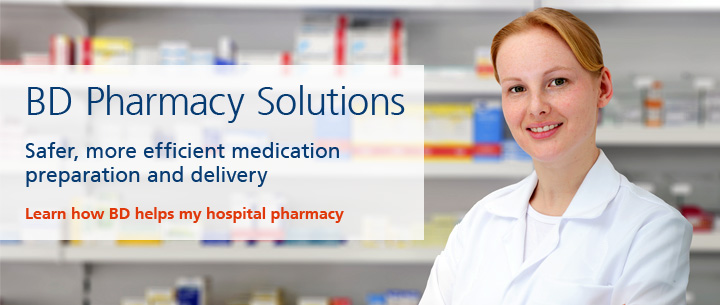 BD Pharmacy Solutions
Safer, more efficient medication
preparation and delivery
Learn how BD helps my hospital pharmacy